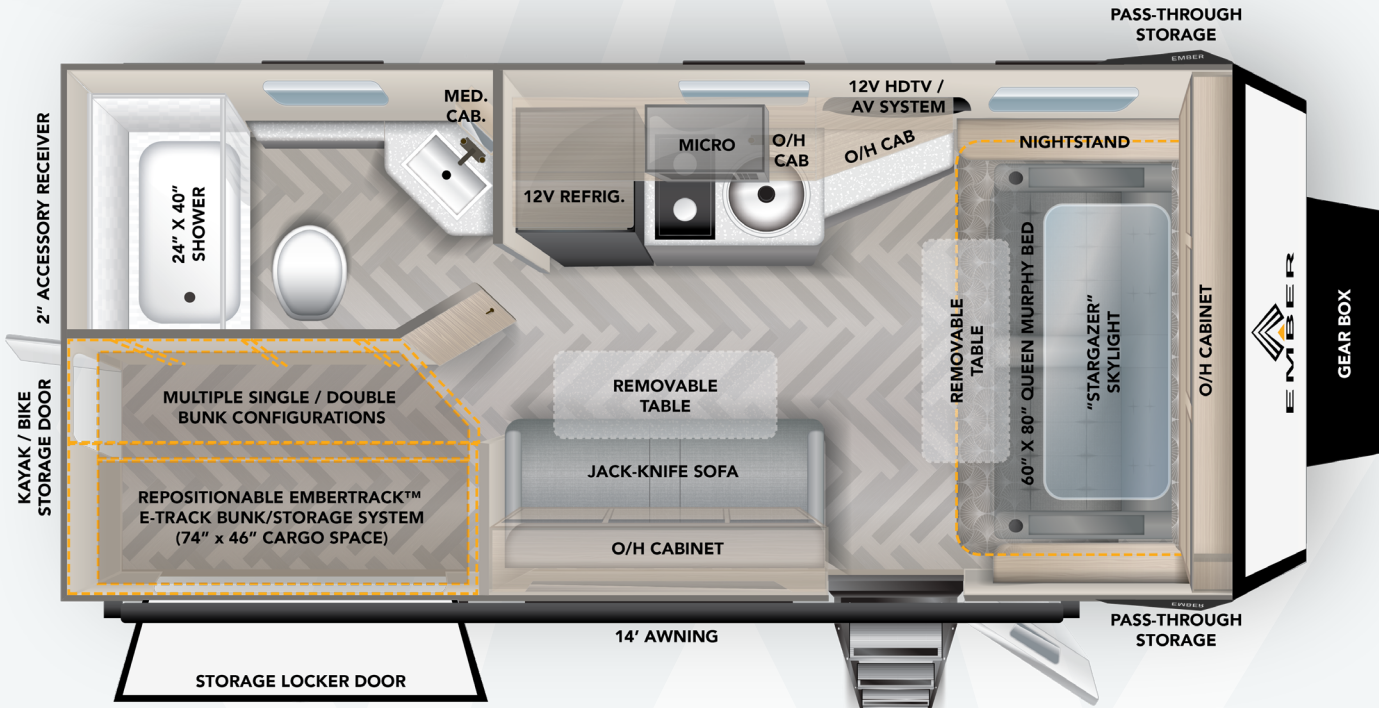 PASS-THROUGH
STORAGE
EMBER
MED.
CAB.
12V HDTV /
AV SYSTEM
2” ACCESSORY RECEIVER
24” X 40”
SHOWER
12V REFRIG.
MICRO
O/H
CAB
O/H CAB
NIGHTSTAND
REMOVABLE
TABLE
60” X 80” QUEEN MURPHY BED
“STARGAZER”
SKYLIGHT
O/H CABINET
EMBER
GEAR BOX
KAYAK / BIKE
STORAGE DOOR
MULTIPLE SINGLE / DOUBLE
BUNK CONFIGURATIONS
REPOSITIONABLE EMBERTRACK™
E-TRACK BUNK/STORAGE SYSTEM
(74” x 46” CARGO SPACE)
REMOVABLE
TABLE
JACK-KNIFE SOFA
O/H CABINET
EMBER
PASS-THROUGH
STORAGE
14’ AWNING
STORAGE LOCKER DOOR